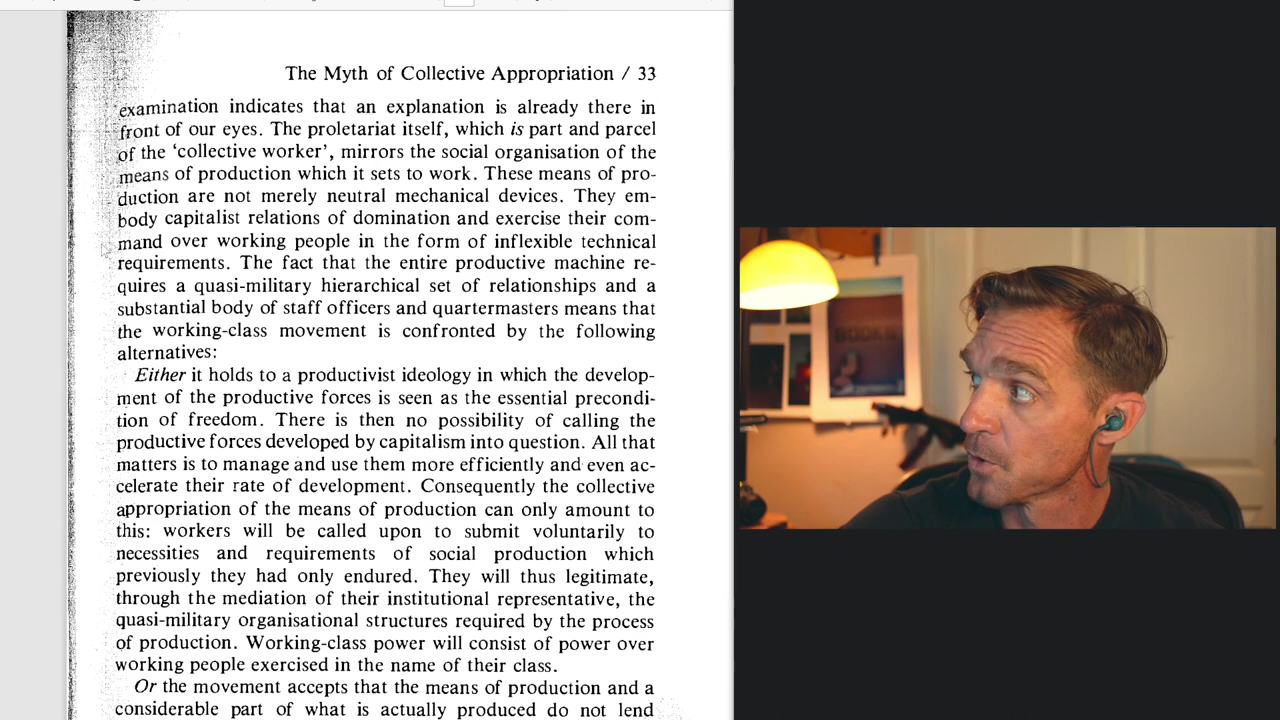 The Myth of Collective Appropriation / 33
examination indicates that an explanation is already there in
front of our eyes. The proletariat itself, which is part and parcel
of the ‘collective worker’, mirrors the social organisation of the
means of production which it sets to work. These means of pro-
duction are not merely neutral mechanical devices. They em-
body capitalist relations of domination and exercise their com-
mand over working people in the form of inflexible technical
requirements. The fact that the entire productive machine re-
quires a quasi-military hierarchical set of relationships and a
substantial body of staff officers and quartermasters means that
the working-class movement is confronted by the following
alternatives:
Either it holds to a productivist ideology in which the develop-
ment of the productive forces is seen as the essential precondi-
tion of freedom. There is then no possibility of calling the
productive forces developed by capitalism into question. All that
matters is to manage and use them more efficiently and even ac-
celerate their rate of development. Consequently the collective
appropriation of the means of production can only amount to
this: workers will be called upon to submit voluntarily to
necessities and requirements of social production which
previously they had only endured. They will thus legitimate,
through the mediation of their institutional representative, the
quasi-military organisational structures required by the process
of production. Working-class power will consist of power over
working people exercised in the name of their class.
Or the movement accepts that the means of production and a
considerable part of what is actually produced do not lend